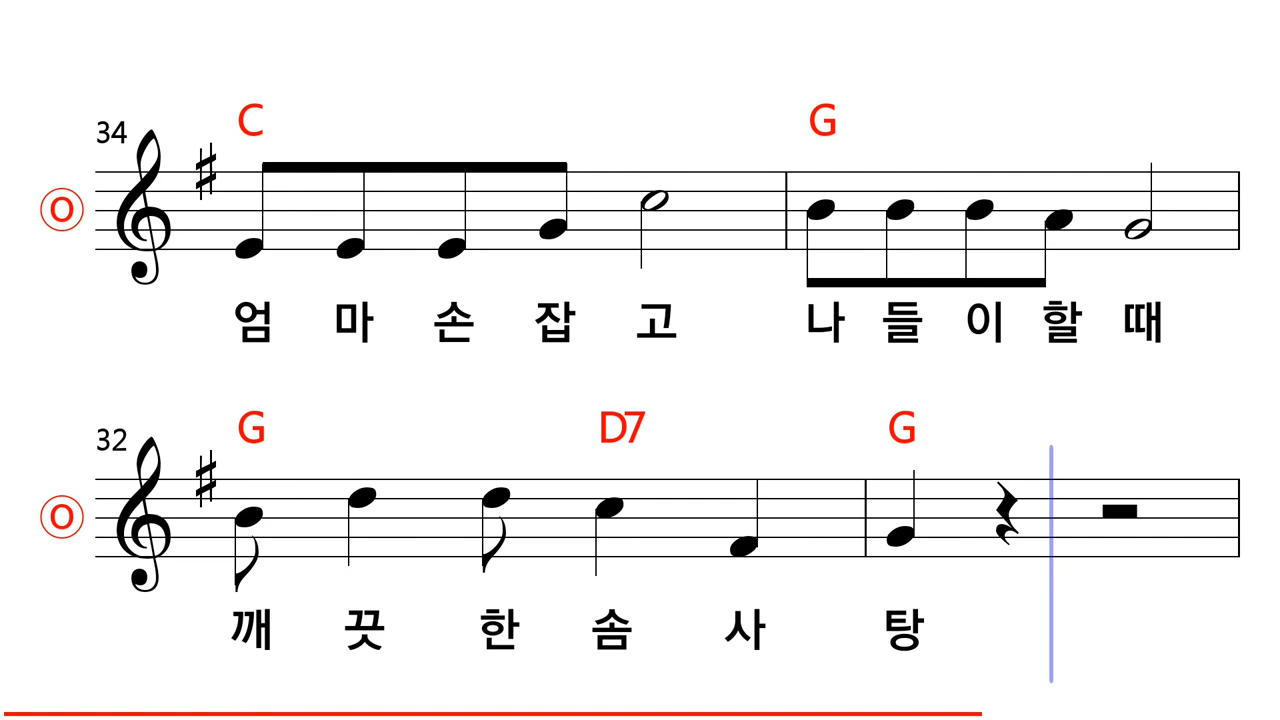 C G
34
O
엄 마 손 잡 고 나 들 이 할 때
G D7 G
32
O
깨 끗 한 솜 사 탕